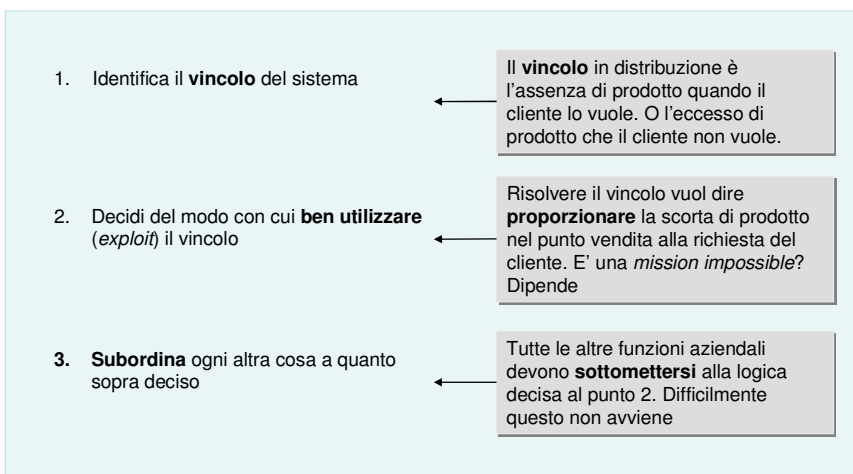 1. Identifica il vincolo del sistema
Il vincolo in distribuzione è
l'assenza di prodotto quando il
cliente lo vuole. O l'eccesso di
prodotto che il cliente non vuole.
2. Decidi del modo con cui ben utilizzare
(exploit) il vincolo
Risolvere il vincolo vuol dire
proporzionare la scorta di prodotto
nel punto vendita alla richiesta del
cliente. E' una mission impossible?
Dipende
3. Subordina ogni altra cosa a quanto
sopra deciso
Tutte le altre funzioni aziendali
devono sottomettersi alla logica
decisa al punto 2. Difficilmente
questo non avviene